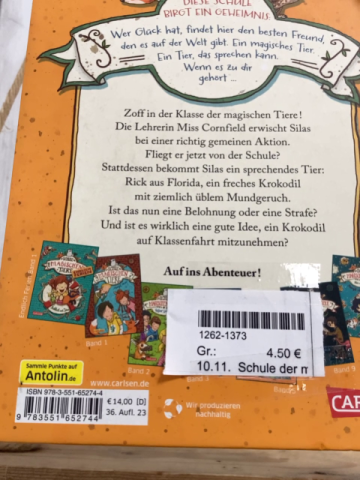 DIESE SCHULE
BIRGT EIN GEHEIMNIS.
Wer Glück hat, findet hier den besten Freund,
den es auf der Welt gibt. Ein magisches Tier.
Ein Tier, das sprechen kann.
Wenn es zu dir
gehört ...
Zoff in der Klasse der magischen Tiere!
Die Lehrerin Miss Cornfield erwischt Silas
bei einer richtig gemeinen Aktion.
Fliegt er jetzt von der Schule?
Stattdessen bekommt Silas ein sprechendes Tier:
Rick aus Florida, ein freches Krokodil
mit ziemlich üblem Mundgeruch.
Ist das nun eine Belohnung oder eine Strafe?
Und ist es wirklich eine gute Idee, ein Krokodil
auf Klassenfahrt mitzunehmen?
Auf ins Abenteuer!
Band 1
Band 2
1262-1373
Gr.: 4.50 €
10.11. Schule der m
Sammle Punkte auf
Antolin.de
www.carlsen.de
ISBN 978-3-551-65274-4
€ 14,00 [D]
36. Aufl. 23
9 783551 652744
Wir produzieren
nachhaltig
CARL